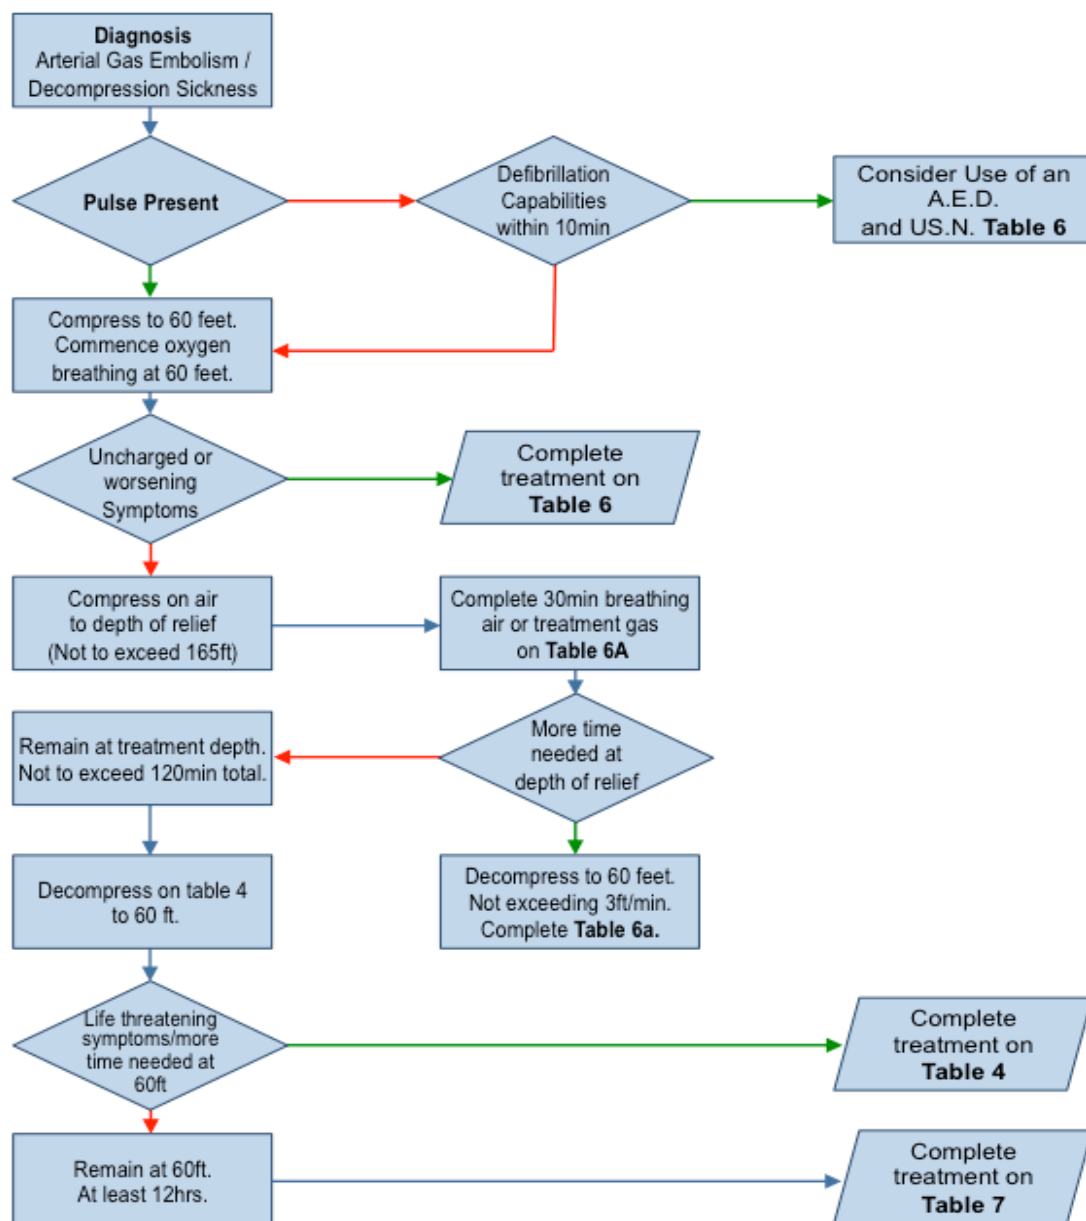 Diagnosis
Arterial Gas Embolism /
Decompression Sickness
Pulse Present
Defibrillation
Capabilities
within 10min
Consider Use of an
A.E.D.
and US.N. Table 6
Compress to 60 feet.
Commence oxygen
breathing at 60 feet.
Uncharged or
worsening
Symptoms
Complete
treatment on
Table 6
Compress on air
to depth of relief
(Not to exceed 165ft)
Complete 30min breathing
air or treatment gas
on Table 6A
More time
needed at
depth of relief
Remain at treatment depth.
Not to exceed 120min total.
Decompress on table 4
to 60 ft.
Decompress to 60 feet.
Not exceeding 3ft/min.
Complete Table 6a.
Life threatening
symptoms/more
time needed at
60ft
Complete
treatment on
Table 4
Remain at 60ft.
At least 12hrs.
Complete
treatment on
Table 7